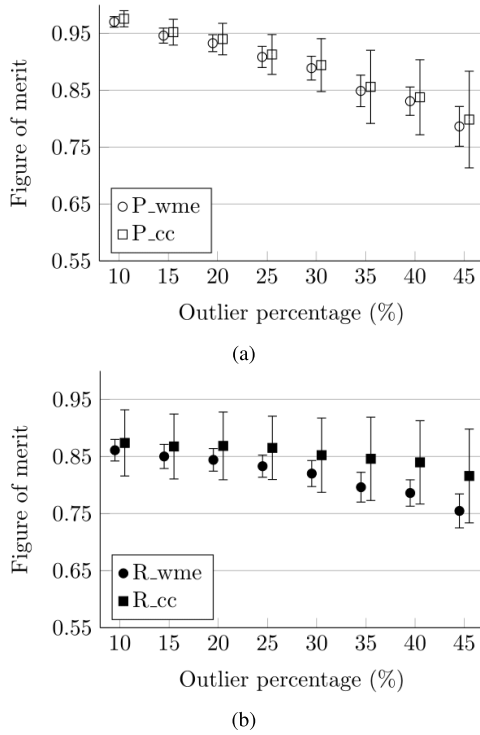 0.95
0.85
0.75
0.65
0.55
Figure of merit
P_wme
P_cc
10 15 20 25 30 35 40 45
Outlier percentage (%)
(a)
0.95
0.85
0.75
0.65
0.55
Figure of merit
R_wme
R_cc
10 15 20 25 30 35 40 45
Outlier percentage (%)
(b)